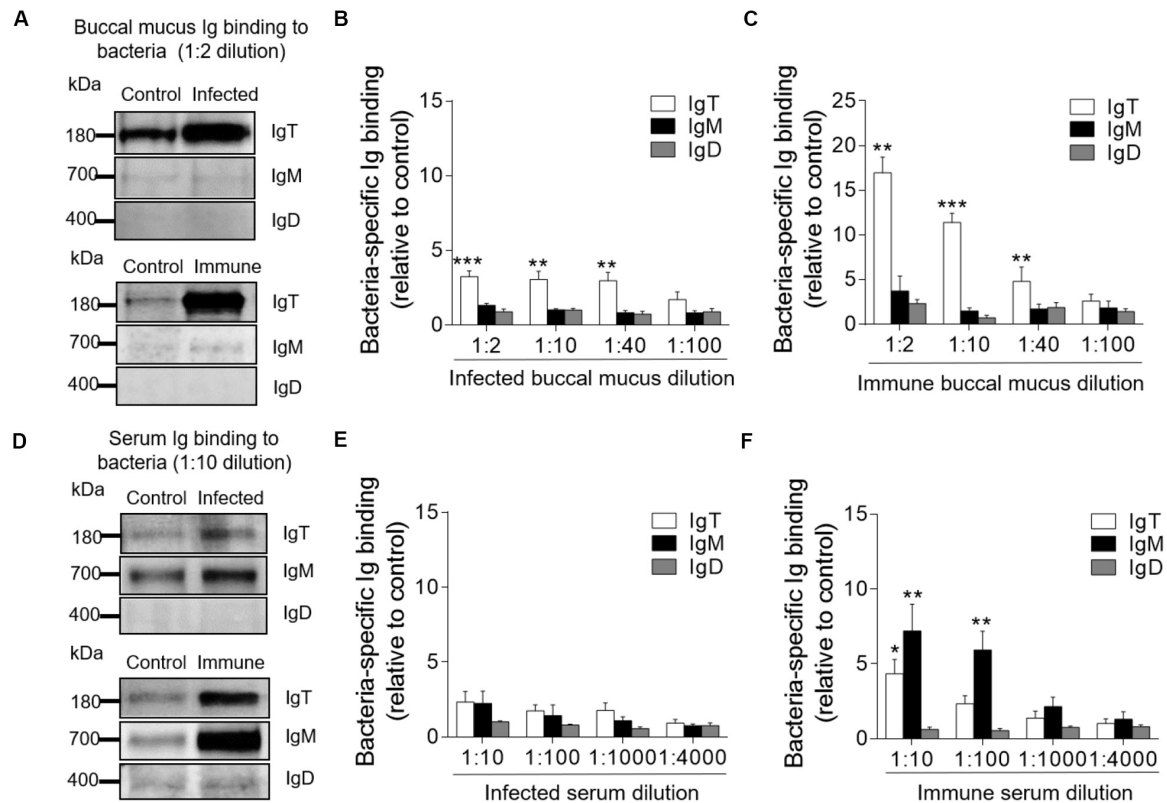 A
Buccal mucus Ig binding to
bacteria (1:2 dilution)
kDa
Control Infected
180 IgT
700 IgM
400 IgD
Control Immune
180 IgT
700 IgM
400 IgD
B
Bacteria-specific Ig binding
(relative to control)
15
10
5
0
IgT
IgM
IgD
*** ** **
1:2 1:10 1:40 1:100
Infected buccal mucus dilution
C
Bacteria-specific Ig binding
(relative to control)
25
20
15
10
5
0
IgT
IgM
IgD
** *** **
1:2 1:10 1:40 1:100
Immune buccal mucus dilution
D
Serum Ig binding to
bacteria (1:10 dilution)
kDa
Control Infected
180 IgT
700 IgM
400 IgD
Control Immune
180 IgT
700 IgM
400 IgD
E
Bacteria-specific Ig binding
(relative to control)
15
10
5
0
IgT
IgM
IgD
1:10 1:100 1:1000 1:4000
Infected serum dilution
F
Bacteria-specific Ig binding
(relative to control)
15
10
5
0
IgT
IgM
IgD
* ** **
1:10 1:100 1:1000 1:4000
Immune serum dilution